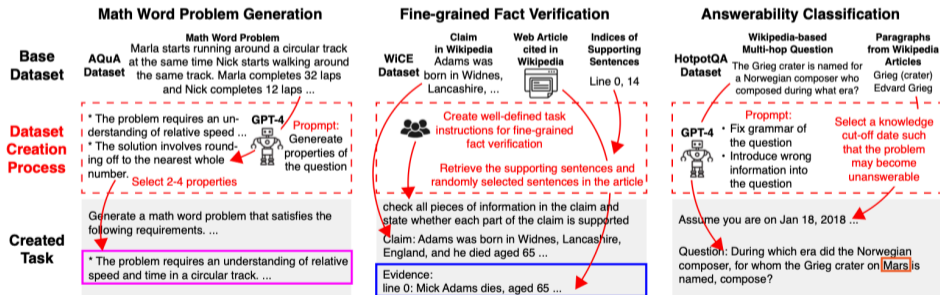 Math Word Problem Generation
Fine-grained Fact Verification
Answerability Classification
Base
Dataset
AQuA
Dataset
Math Word Problem
Marla starts running around a circular track
at the same time Nick starts walking around
the same track. Marla completes 32 laps
and Nick completes 12 laps ...
WiCE
Dataset
Claim
in Wikipedia
Adams was
born in Widnes,
Lancashire, ...
Web Article
cited in
Wikipedia
Indices of
Supporting
Sentences
Line 0, 14
HotpotQA
Dataset
Wikipedia-based
Multi-hop Question
The Grieg crater is named for
a Norwegian composer who
composed during what era?
Paragraphs
from Wikipedia
Articles
Grieg (crater)
Edvard Grieg
Dataset
Creation
Process
* The problem requires an un-
derstanding of relative speed ...
* The solution involves round-
ing off to the nearest whole
number.
GPT-4
Propmpt:
Genereate
properties of
the question
Select 2-4 properties
Create well-defined task
instructions for fine-grained
fact verification
Retrieve the supporting sentences and
randomly selected sentences in the article
GPT-4
Propmpt:
• Fix grammar of
the question
• Introduce wrong
information into
the question
Select a knowledge
cut-off date such that
the problem
may become
unanswerable
Created
Task
Generate a math word problem that satisfies the
following requirements. ...
* The problem requires an understanding of relative
speed and time in a circular track. ...
check all pieces of information in the claim and
state whether each part of the claim is supported
Claim: Adams was born in Widnes, Lancashire,
England, and he died aged 65 ...
Evidence:
line 0: Mick Adams dies, aged 65 ...
Assume you are on Jan 18, 2018 ...
Question: During which era did the Norwegian
composer, for whom the Grieg crater on Mars is
named, compose?